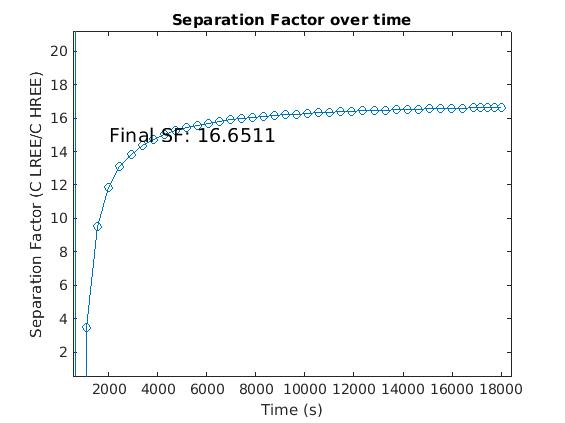 Separation Factor over time
Separation Factor (C LREE/C HREE)
20
18
16
14
12
10
8
6
4
2
Final SF: 16.6511
2000 4000 6000 8000 10000 12000 14000 16000 18000
Time (s)